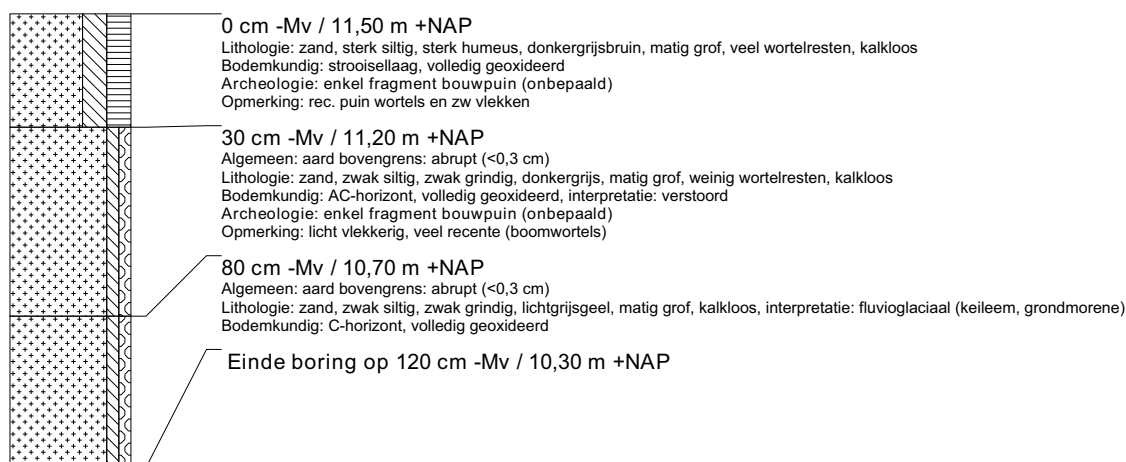 0 cm -Mv / 11,50 m +NAP
Lithologie: zand, sterk siltig, sterk humeus, donkergrijsbruin, matig grof, veel wortelresten, kalkloos
Bodemkundig: strooisellaag, volledig geoxideerd
Archeologie: enkel fragment bouwpuin (onbepaald)
Opmerking: rec. puin wortels en zw vlekken
30 cm -Mv / 11,20 m +NAP
Algemeen: aard bovengrens: abrupt (<0,3 cm)
Lithologie: zand, zwak siltig, zwak grindig, donkergrijs, matig grof, weinig wortelresten, kalkloos
Bodemkundig: AC-horizont, volledig geoxideerd, interpretatie: verstoord
Archeologie: enkel fragment bouwpuin (onbepaald)
Opmerking: licht vlekkerig, veel recente (boomwortels)
80 cm -Mv / 10,70 m +NAP
Algemeen: aard bovengrens: abrupt (<0,3 cm)
Lithologie: zand, zwak siltig, zwak grindig, lichtgrijsgeel, matig grof, kalkloos, interpretatie: fluvioglaciaal (keileem, grondmorene)
Bodemkundig: C-horizont, volledig geoxideerd
Einde boring op 120 cm -Mv / 10,30 m +NAP